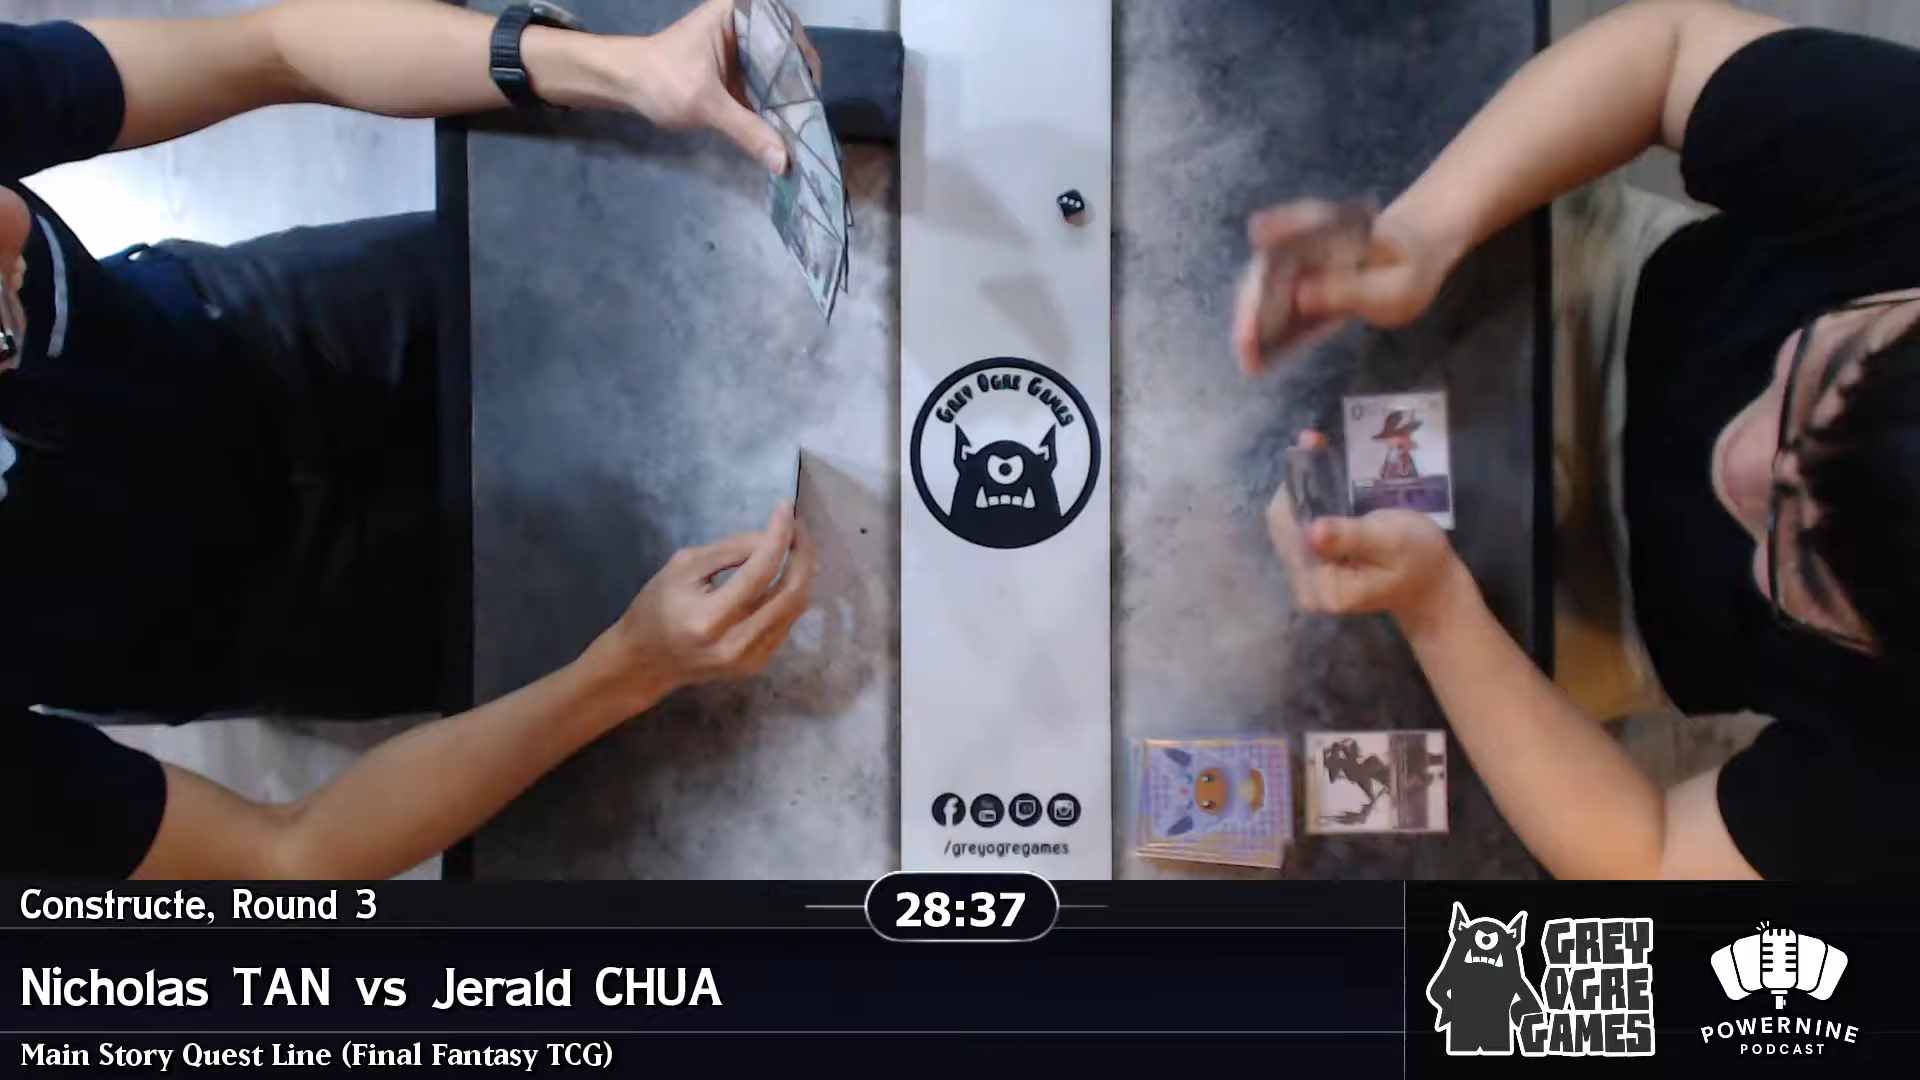 GREY OGRE GAMES
/greyogregames
Constructe, Round 3
28:37
Nicholas TAN vs Jerald CHUA
Main Story Quest Line (Final Fantasy TCG)
GREY
OGRE
GAMES
POWERNINE
PODCAST